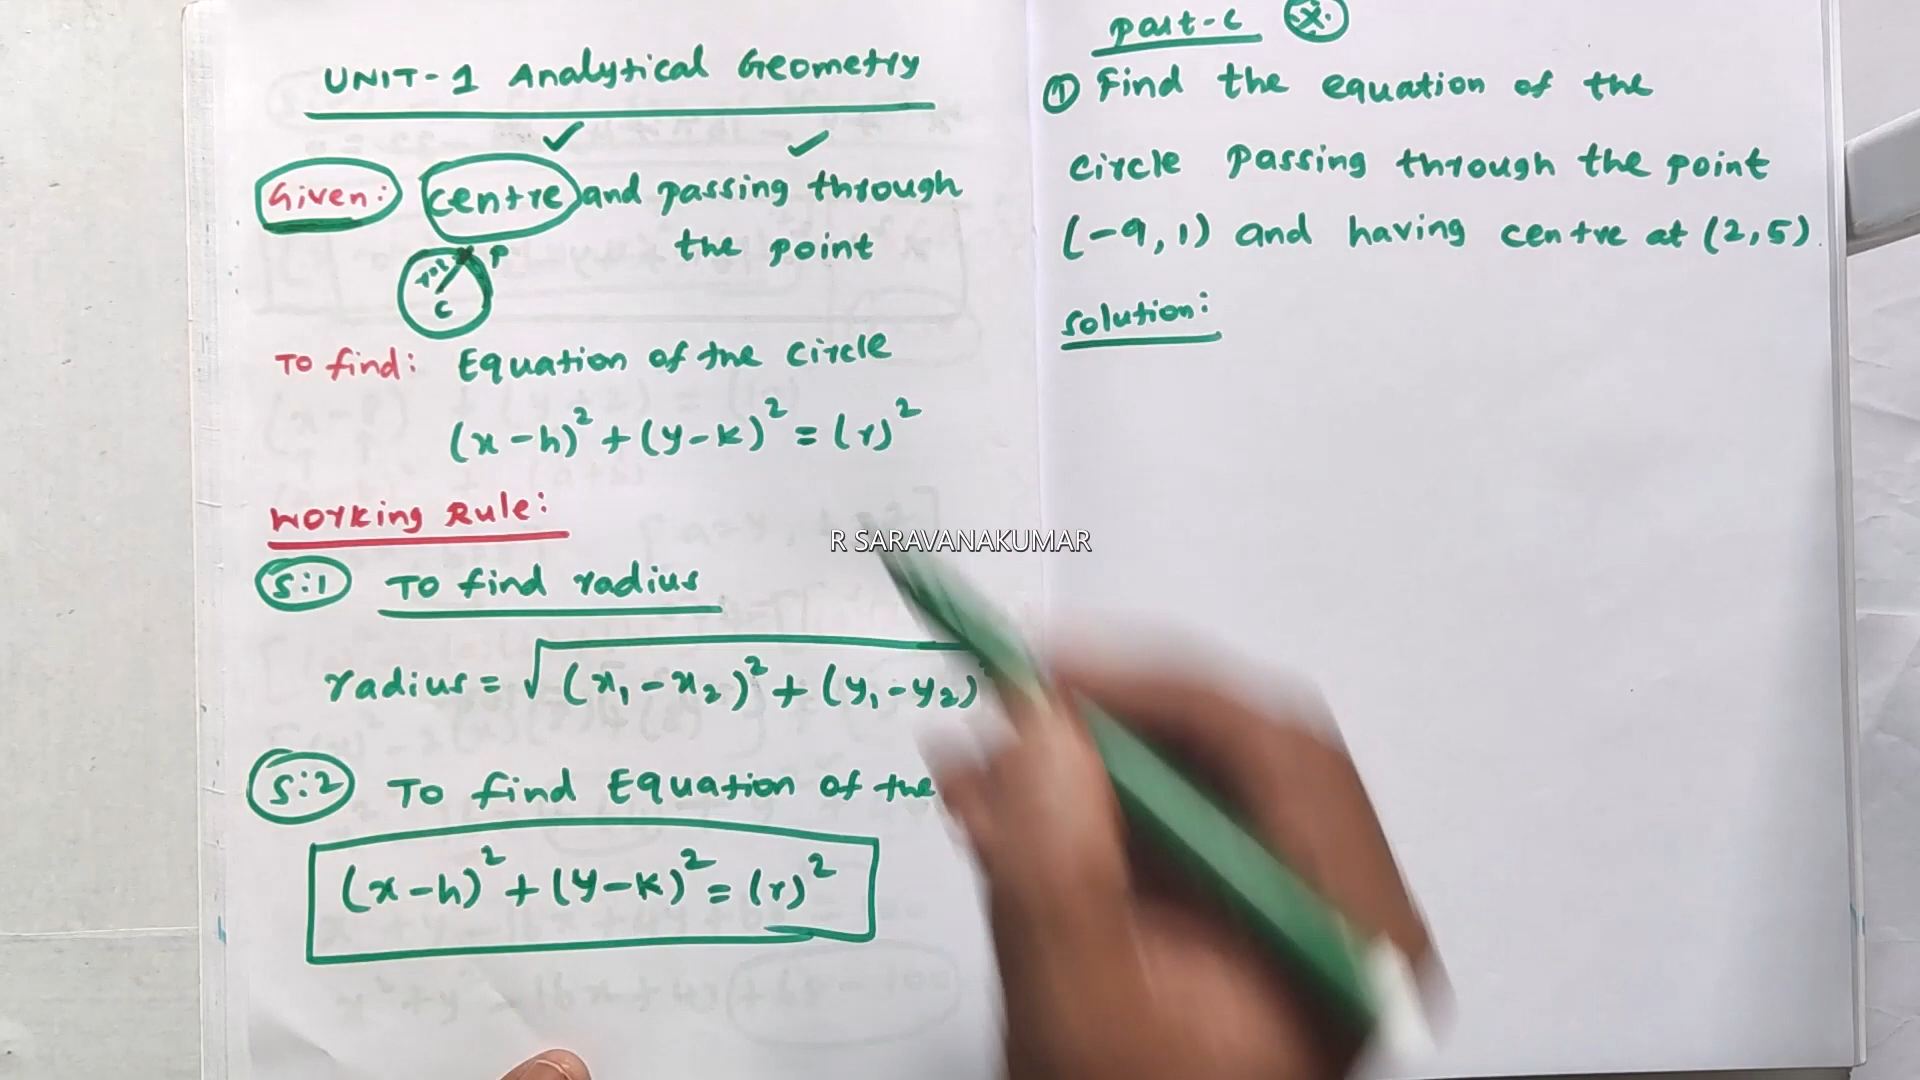 UNIT-1 Analytical Geometry
Given: centre and passing through
the point
P
C
To find: Equation of the circle
(x-h)² + (y-k)² = (r)²
Working Rule:
S:1 To find radius
radius = √(x₁-x₂)² + (y₁-y₂)²
S:2 To find Equation of the
(x-h)² + (y-k)² = (r)²
Part-C X.
① Find the equation of the
circle passing through the point
(-9,1) and having centre at (2,5).
Solution:
R SARAVANAKUMAR